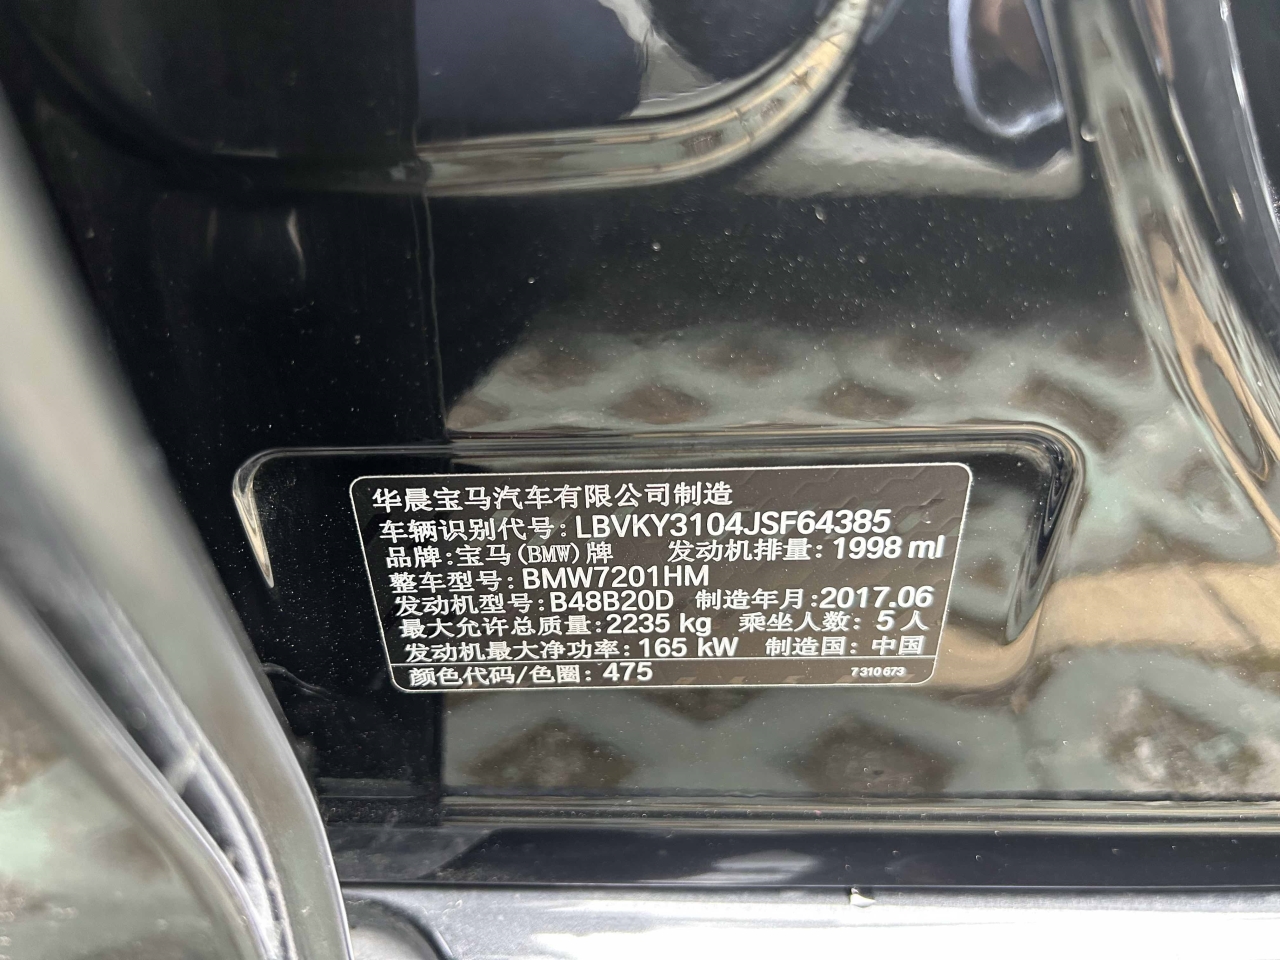 华晨宝马汽车有限公司制造
车辆识别代号:LBVKY3104JSF64385
品牌:宝马(BMW)牌 发动机排量:1998 ml
整车型号:BMW7201HM
发动机型号:B48B20D 制造年月:2017.06
最大允许总质量:2235 kg 乘坐人数:5人
发动机最大净功率:165 kW 制造国:中国
颜色代码/色圈:475 7310673